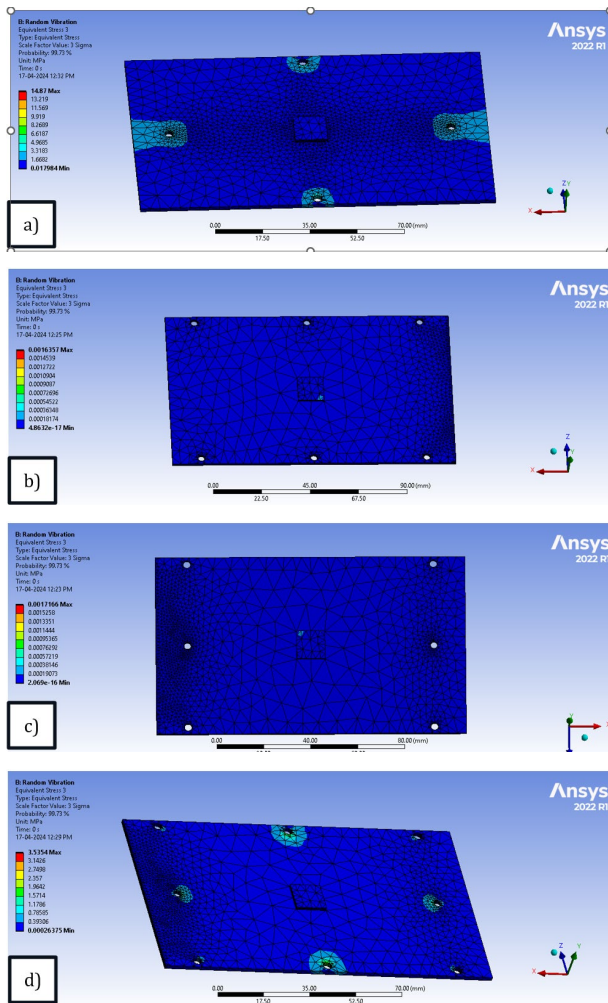 B: Random Vibration
Equivalent Stress 3
Type: Equivalent Stress
Scale Factor Value: 3 Sigma
Probability: 99.73 %
Unit: MPa
Time: 0 s
17-04-2024 12:32 PM
14.87 Max
13.219
11.569
9.919
8.2689
6.6187
4.9685
3.3183
1.6682
0.017984 Min
Ansys
2022 R1
0.00
35.00
70.00 (mm)
17.50
52.50
Z
Y
X
a)
B: Random Vibration
Equivalent Stress 3
Type: Equivalent Stress
Scale Factor Value: 3 Sigma
Probability: 99.73 %
Unit: MPa
Time: 0 s
17-04-2024 12:25 PM
0.0016357 Max
0.0014539
0.0012722
0.0010904
0.0009087
0.00072696
0.00054522
0.00036348
0.00018174
4.8632e-17 Min
Ansys
2022 R1
0.00
45.00
90.00 (mm)
22.50
67.50
Z
Y
X
b)
B: Random Vibration
Equivalent Stress 3
Type: Equivalent Stress
Scale Factor Value: 3 Sigma
Probability: 99.73 %
Unit: MPa
Time: 0 s
17-04-2024 12:23 PM
0.0017166 Max
0.0015258
0.0013351
0.0011444
0.00095365
0.00076292
0.00057219
0.00038146
0.00019073
2.069e-16 Min
Ansys
2022 R1
0.00
40.00
80.00 (mm)
Y
X
c)
B: Random Vibration
Equivalent Stress 3
Type: Equivalent Stress
Scale Factor Value: 3 Sigma
Probability: 99.73 %
Unit: MPa
Time: 0 s
17-04-2024 12:29 PM
3.5354 Max
3.1426
2.7498
2.357
1.9642
1.5714
1.1786
0.78585
0.39306
0.00026375 Min
Ansys
2022 R1
0.00
35.00
70.00 (mm)
17.50
52.50
Z
Y
X
d)